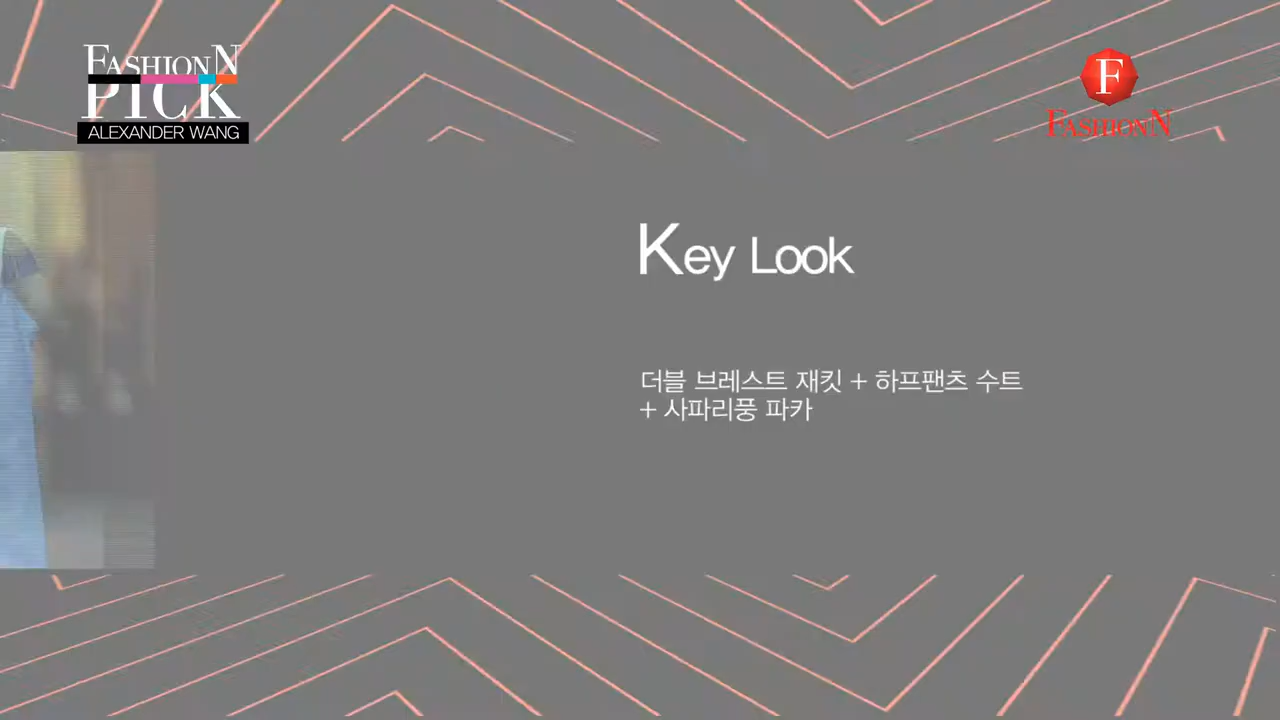 FASHIONN
PICK
ALEXANDER WANG
F
FASHIONN
Key Look
더블 브레스트 재킷 + 하프팬츠 수트
+ 사파리풍 파카